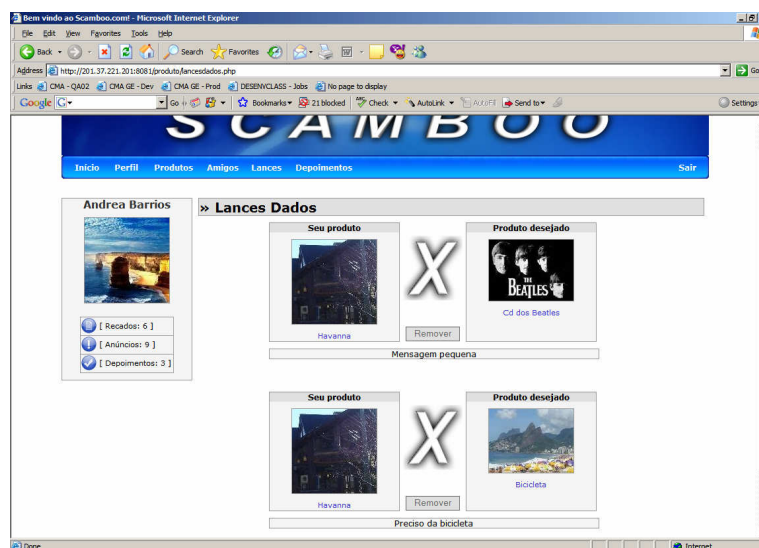 Bem vindo ao Scamboo.com! - Microsoft Internet Explorer
File Edit View Favorites Tools Help
Back Search Favorites
Address http://201.37.221.201:8081/produto/lancesdados.php Go
Links CMA - QA02 CMA GE - Dev CMA GE - Prod DESENVCLASS - Jobs No page to display
Google G Go Bookmarks 21 blocked Check AutoLink AutoFill Send to Settings
SCAMBOO
Início Perfil Produtos Amigos Lances Depoimentos Sair
Andrea Barrios
[ Recados: 6 ]
[ Anúncios: 9 ]
[ Depoimentos: 3 ]
» Lances Dados
Seu produto X Produto desejado
THE
BEATLES
Havanna Remover Cd dos Beatles
Mensagem pequena
Seu produto X Produto desejado
Havanna Remover Bicicleta
Preciso da bicicleta
Done Internet